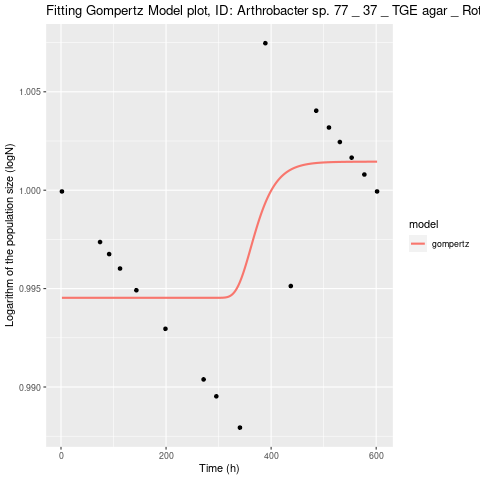 Fitting Gompertz Model plot, ID: Arthrobacter sp. 77 _ 37 _ TGE agar _ Rot
Logarithm of the population size (logN)
1.005
1.000
0.995
0.990
0
200
400
600
Time (h)
model
gompertz